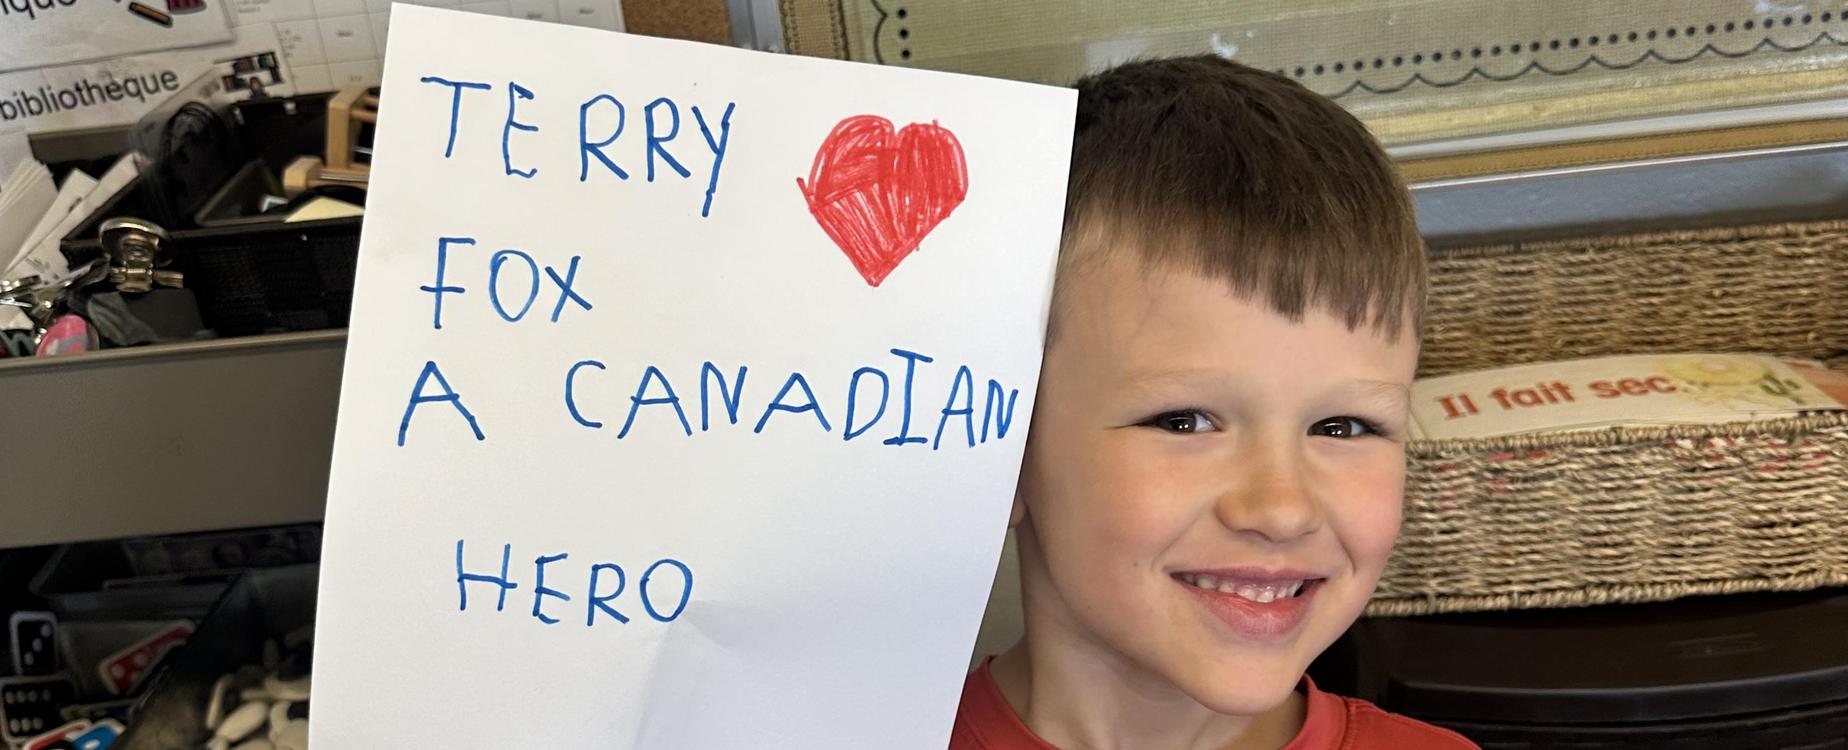 bibliothèque
TERRY
FOX
A CANADIAN
HERO
Il fait sec